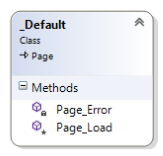 _Default
Class
Page
Methods
Page_Error
Page_Load